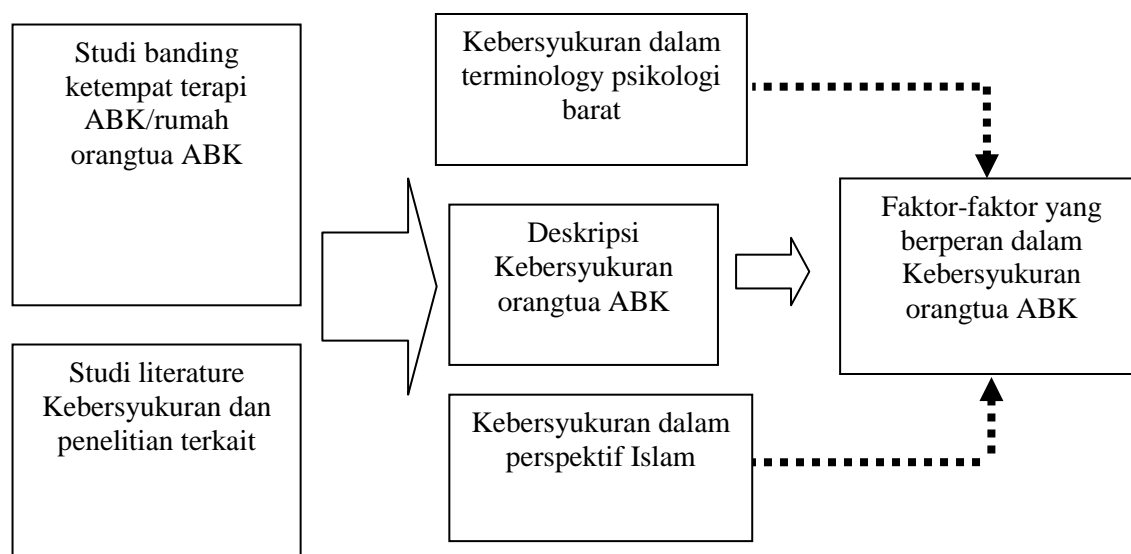 Studi banding
ketempat terapi
ABK/rumah
orangtua ABK
Studi literature
Kebersyukuran dan
penelitian terkait
Kebersyukuran dalam
terminology psikologi
barat
Deskripsi
Kebersyukuran
orangtua ABK
Kebersyukuran dalam
perspektif Islam
Faktor-faktor yang
berperan dalam
Kebersyukuran
orangtua ABK